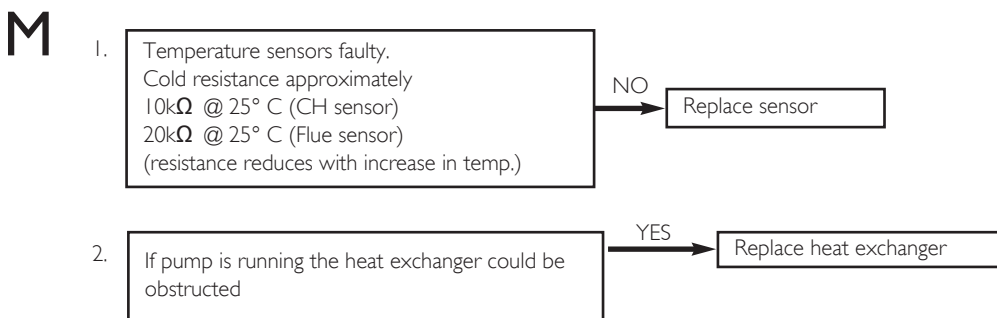 M
1. Temperature sensors faulty.
Cold resistance approximately
10kΩ @ 25° C (CH sensor)
20kΩ @ 25° C (Flue sensor)
(resistance reduces with increase in temp.)
NO
Replace sensor
2. If pump is running the heat exchanger could be
obstructed
YES
Replace heat exchanger